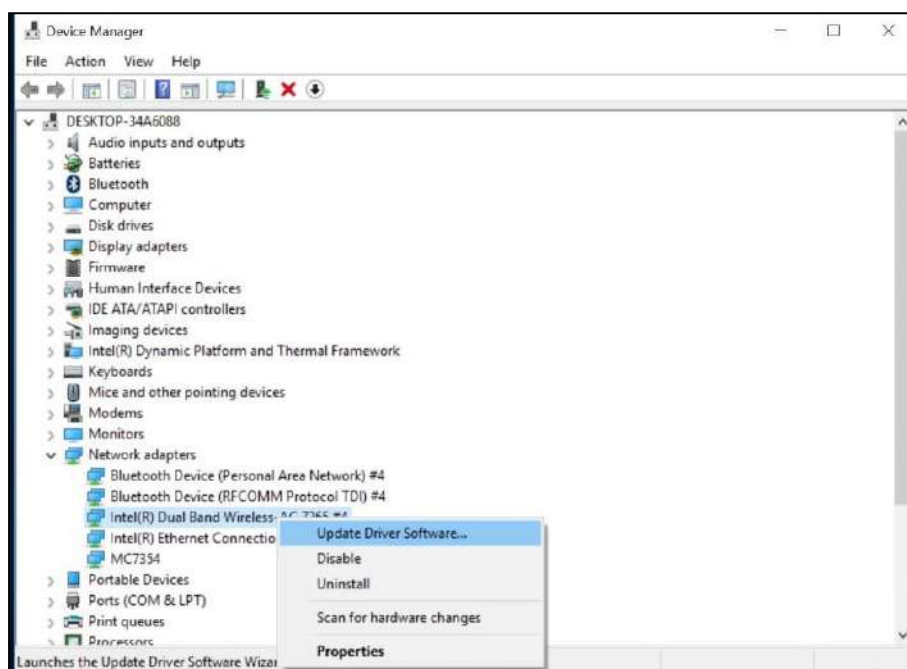 Device Manager
File Action View Help
DESKTOP-34A6088
Audio inputs and outputs
Batteries
Bluetooth
Computer
Disk drives
Display adapters
Firmware
Human Interface Devices
IDE ATA/ATAPI controllers
Imaging devices
Intel(R) Dynamic Platform and Thermal Framework
Keyboards
Mice and other pointing devices
Modems
Monitors
Network adapters
Bluetooth Device (Personal Area Network) #4
Bluetooth Device (RFCOMM Protocol TDI) #4
Intel(R) Dual Band Wireless-AC 7265 #4
Intel(R) Ethernet Connectio
MC7354
Portable Devices
Ports (COM & LPT)
Print queues
Processors
Update Driver Software...
Disable
Uninstall
Scan for hardware changes
Properties
Launches the Update Driver Software Wizar